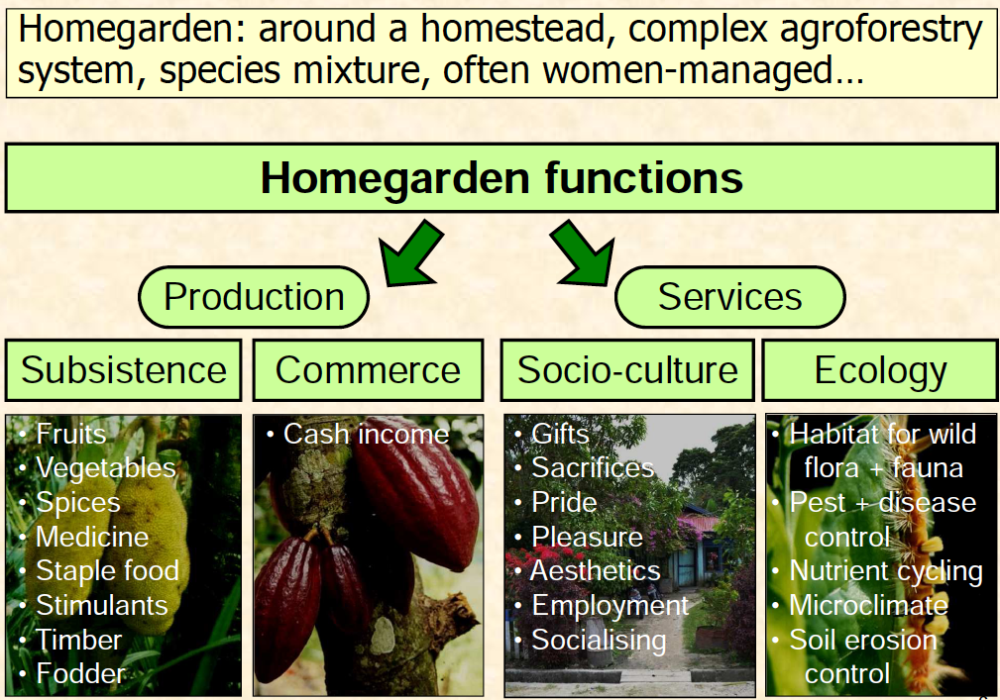 Homegarden: around a homestead, complex agroforestry
system, species mixture, often women-managed…
Homegarden functions
Production
Services
Subsistence
Commerce
Socio-culture
Ecology
• Fruits
• Vegetables
• Spices
• Medicine
• Staple food
• Stimulants
• Timber
• Fodder
• Cash income
• Gifts
• Sacrifices
• Pride
• Pleasure
• Aesthetics
• Employment
• Socialising
• Habitat for wild
flora + fauna
• Pest + disease
control
• Nutrient cycling
• Microclimate
• Soil erosion
control